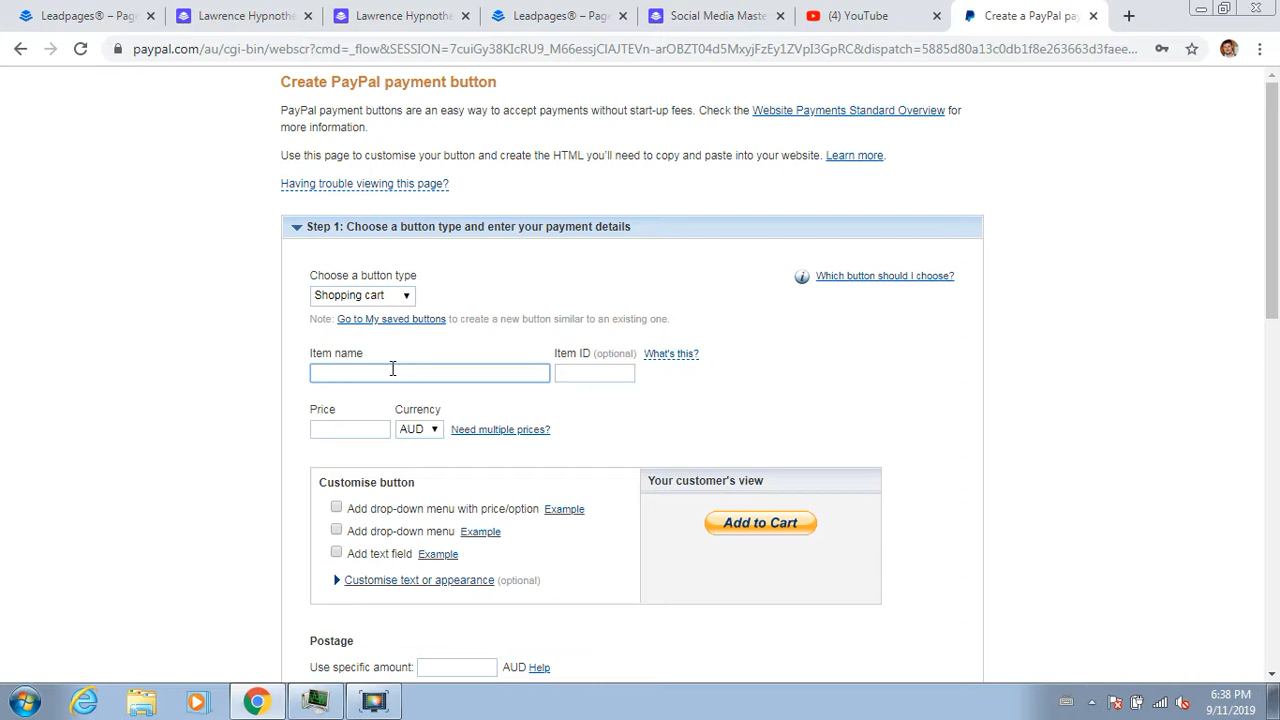 Leadpages® – Page
Lawrence Hypnothe
Lawrence Hypnothe
Leadpages® – Page
Social Media Maste
(4) YouTube
Create a PayPal pay
paypal.com/au/cgi-bin/webscr?cmd=_flow&SESSION=7cuiGy38KIcRU9_M66essjCIAJTEVn-arOBZT04d5MxyjFzEy1ZVpI3GpRC&dispatch=5885d80a13c0db1f8e263663d3faee...
Create PayPal payment button
PayPal payment buttons are an easy way to accept payments without start-up fees. Check the Website Payments Standard Overview for
more information.
Use this page to customise your button and create the HTML you'll need to copy and paste into your website. Learn more.
Having trouble viewing this page?
Step 1: Choose a button type and enter your payment details
Choose a button type
Which button should I choose?
Shopping cart
Note: Go to My saved buttons to create a new button similar to an existing one.
Item name
Item ID (optional) What's this?
Price
Currency
AUD
Need multiple prices?
Customise button
Your customer's view
Add drop-down menu with price/option Example
Add to Cart
Add drop-down menu Example
Add text field Example
Customise text or appearance (optional)
Postage
Use specific amount:
AUD Help
6:38 PM
9/11/2019